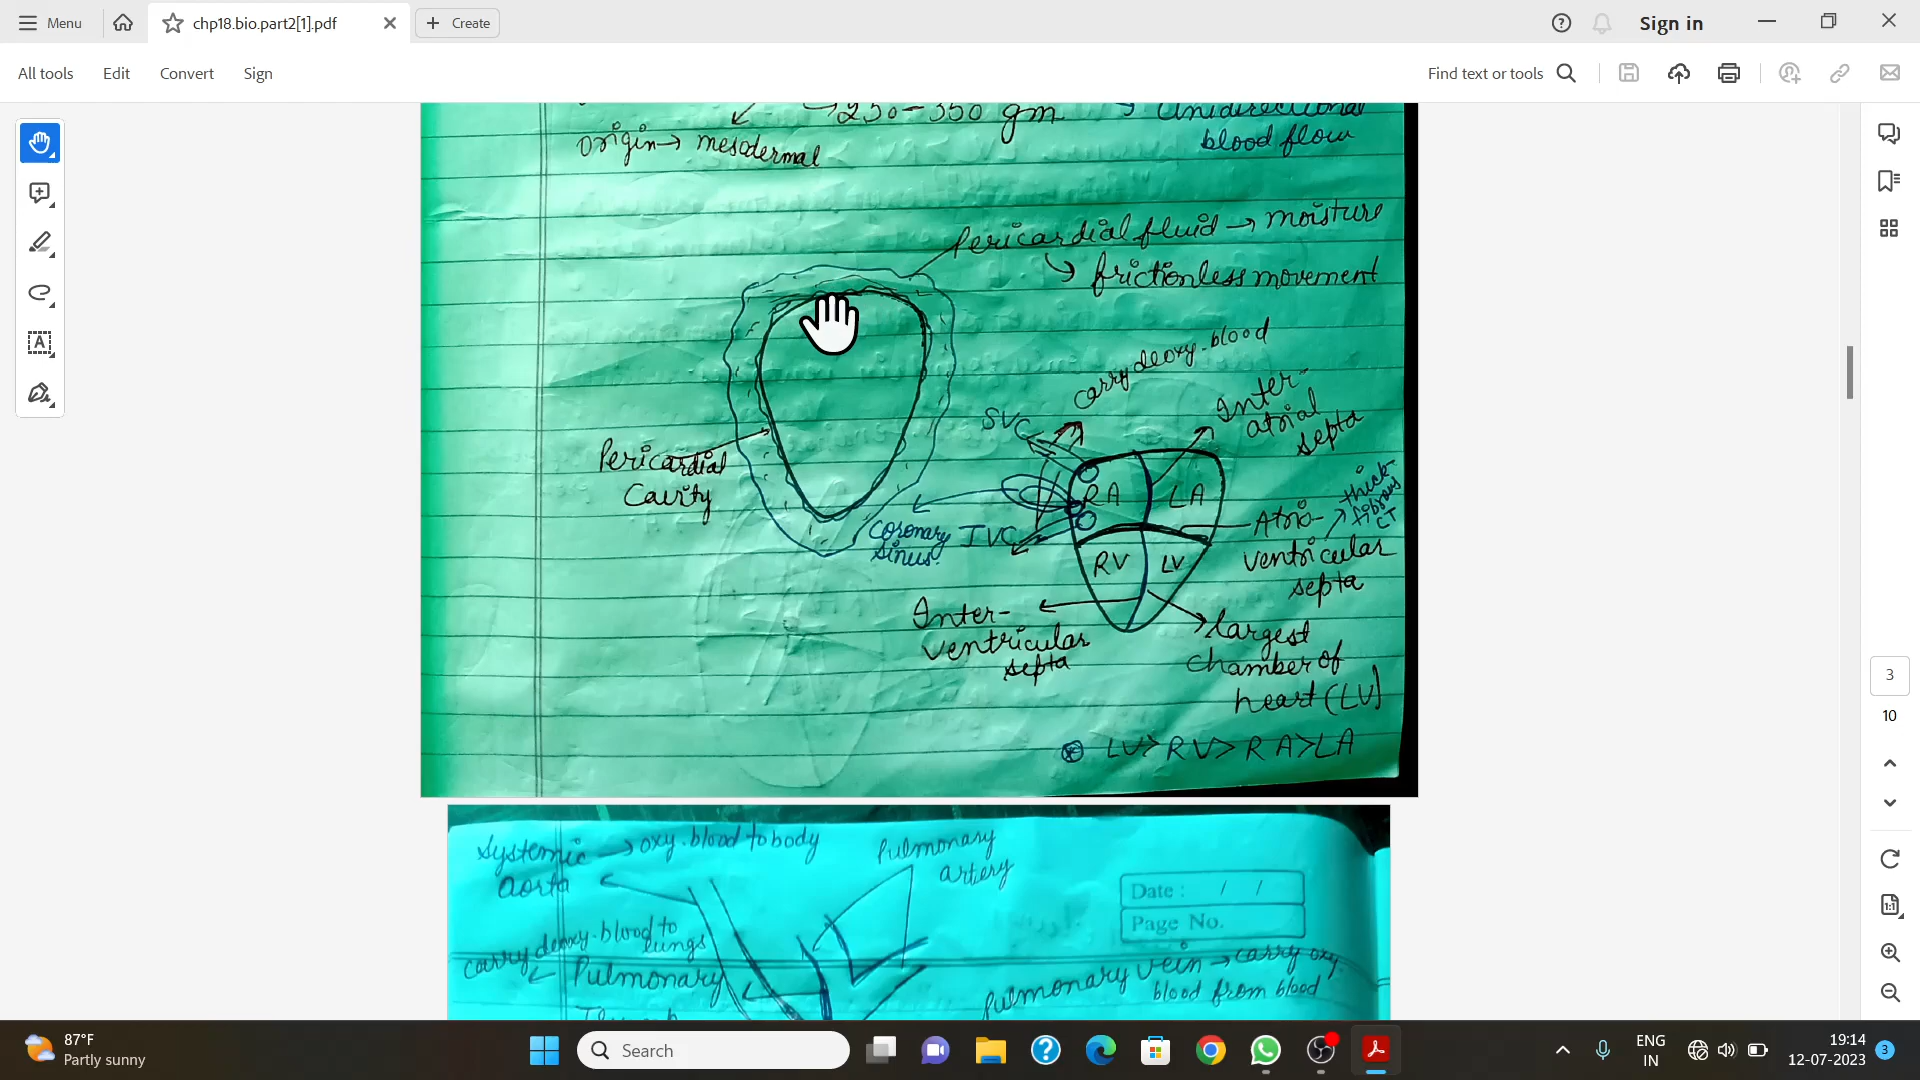 Menu
chp18.bio.part2[1].pdf
Create
Sign in
All tools
Edit
Convert
Sign
Find text or tools
→250-350 gm
→ Unidirectional
blood flow
origin→ mesodermal
Pericardial fluid → moisture
↳ frictionless movement
Carry deoxy.blood
SVC
Inter-
atrial
septa
Pericardial
Cavity
RA
LA
thick
fibrous
CT
Coronary
sinus.
IVC
Atrio-
ventricular
septa
RV
LV
Inter-
ventricular
septa
largest
chamber of
heart (LV)
LV>RV>RA>LA
Systemic → oxy.blood to body
aorta
Pulmonary
artery
Date : / /
Page No.
carry deoxy.blood to
lungs
Pulmonary
Pulmonary vein → carry oxy.
blood from blood
3
10
1:1
87°F
Partly sunny
Search
ENG
IN
19:14
12-07-2023
3